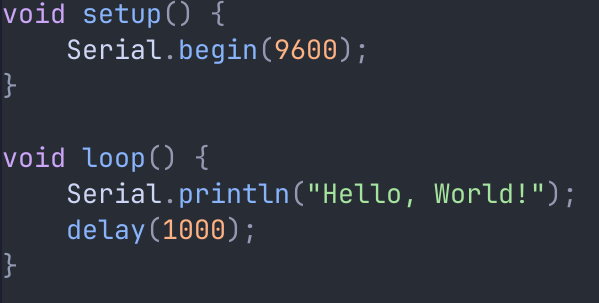 void setup() {
    Serial.begin(9600);
}

void loop() {
    Serial.println("Hello, World!");
    delay(1000);
}